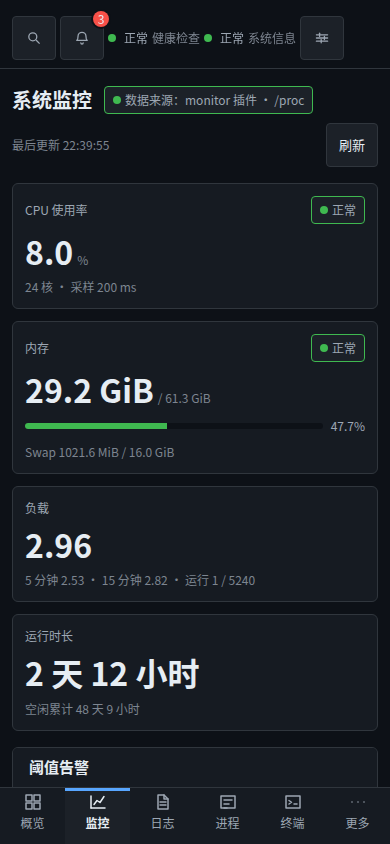 3
正常 健康检查 正常 系统信息
系统监控 数据来源：monitor 插件 · /proc
最后更新 22:39:55 刷新
CPU 使用率 正常
8.0 %
24 核 · 采样 200 ms
内存 正常
29.2 GiB / 61.3 GiB
47.7%
Swap 1021.6 MiB / 16.0 GiB
负载
2.96
5 分钟 2.53 · 15 分钟 2.82 · 运行 1 / 5240
运行时长
2 天 12 小时
空闲累计 48 天 9 小时
阈值告警
概览 监控 日志 进程 终端 更多